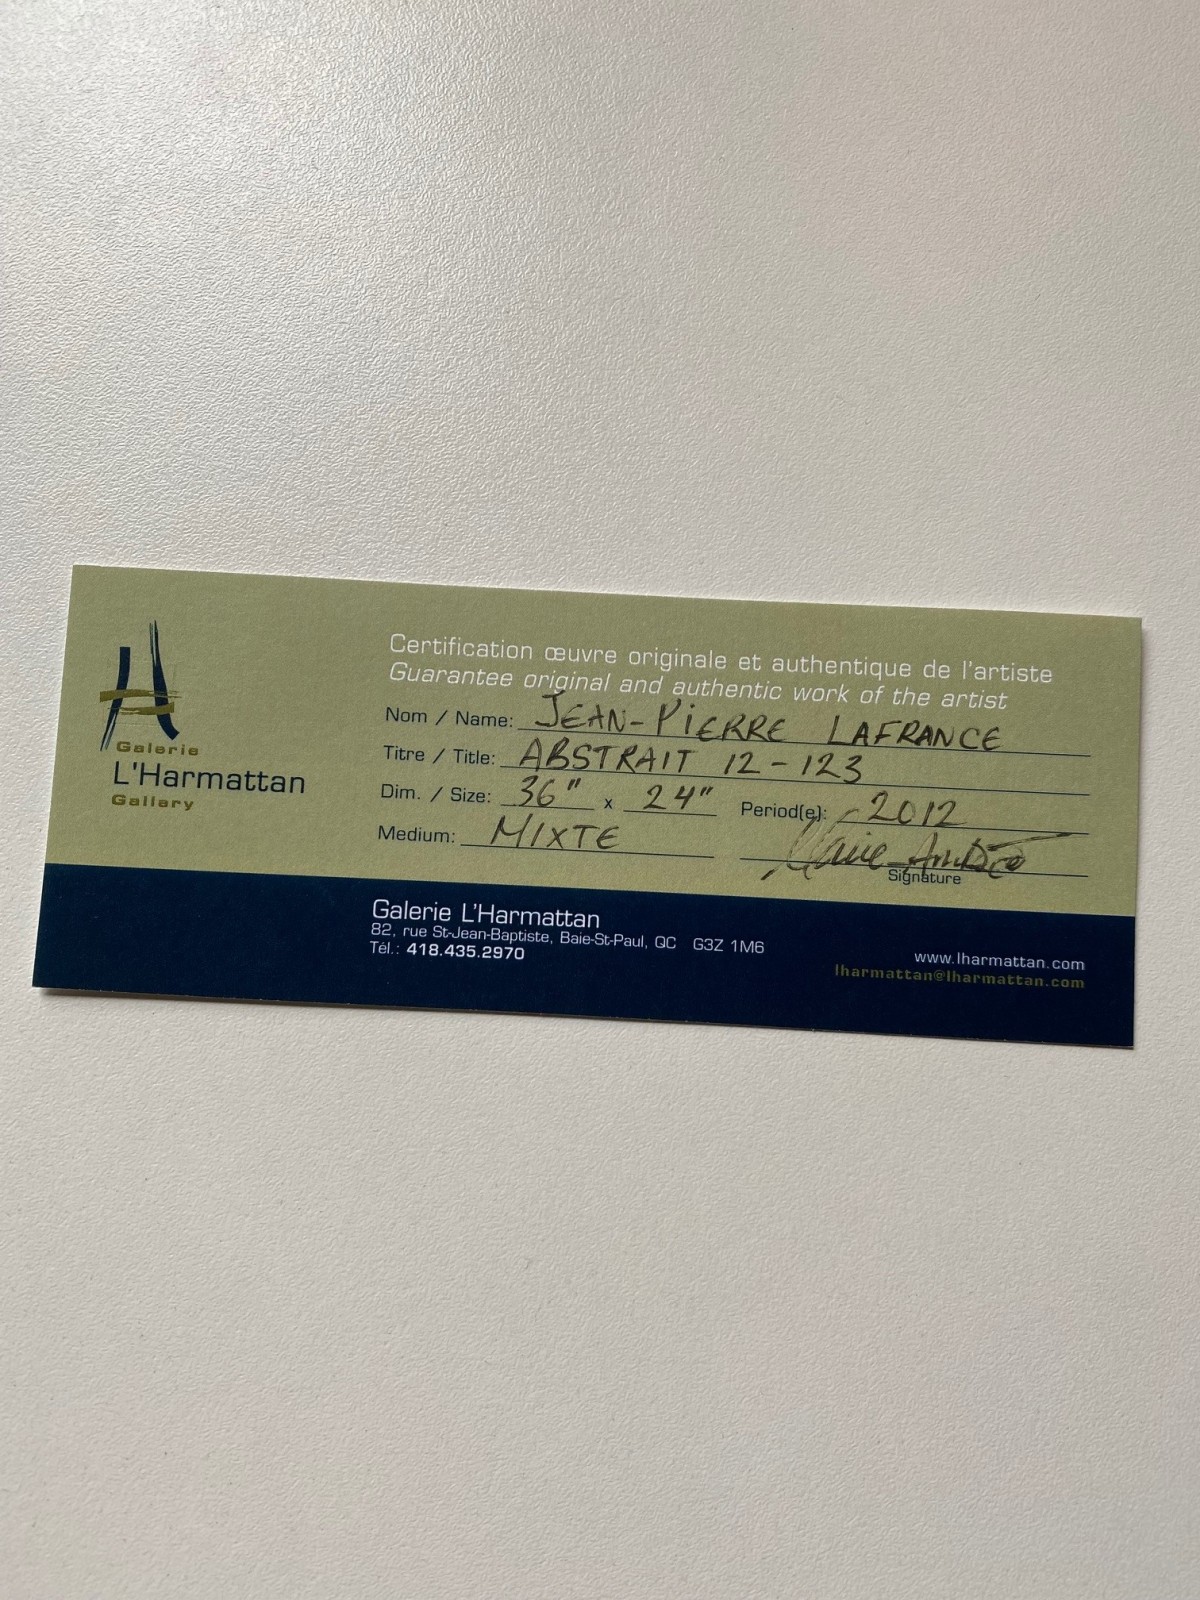 Galerie
L'Harmattan
Gallery
Certification œuvre originale et authentique de l'artiste
Guarantee original and authentic work of the artist
Nom / Name: JEAN-PIERRE LAFRANCE
Titre / Title: ABSTRAIT 12-123
Dim. / Size: 36" x 24" Period(e): 2012
Medium: MIXTE
Signature
Galerie L'Harmattan
82, rue St-Jean-Baptiste, Baie-St-Paul, QC G3Z 1M6
Tél.: 418.435.2970
www.lharmattan.com
lharmattan@lharmattan.com